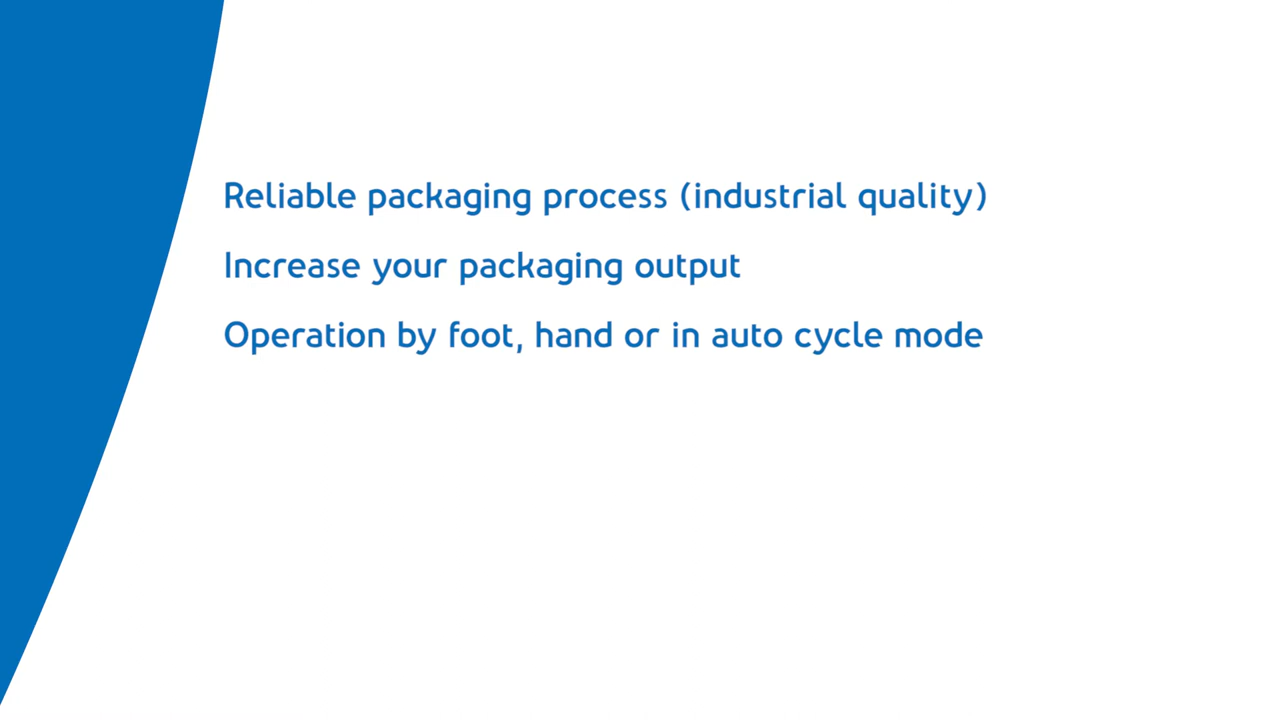 Reliable packaging process (industrial quality)
Increase your packaging output
Operation by foot, hand or in auto cycle mode